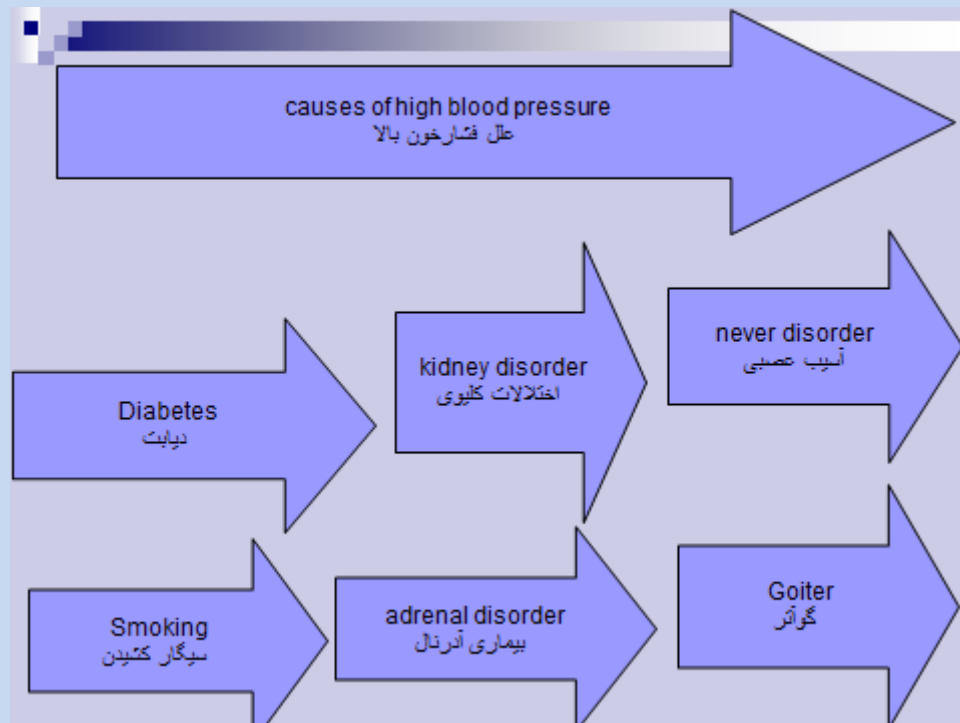 causes of high blood pressure
علل فشارخون بالا
Diabetes
دیابت
kidney disorder
اختلالات کلیوی
never disorder
آسیب عصبی
Smoking
سیگار کشیدن
adrenal disorder
بیماری آدرنال
Goiter
گوآتر